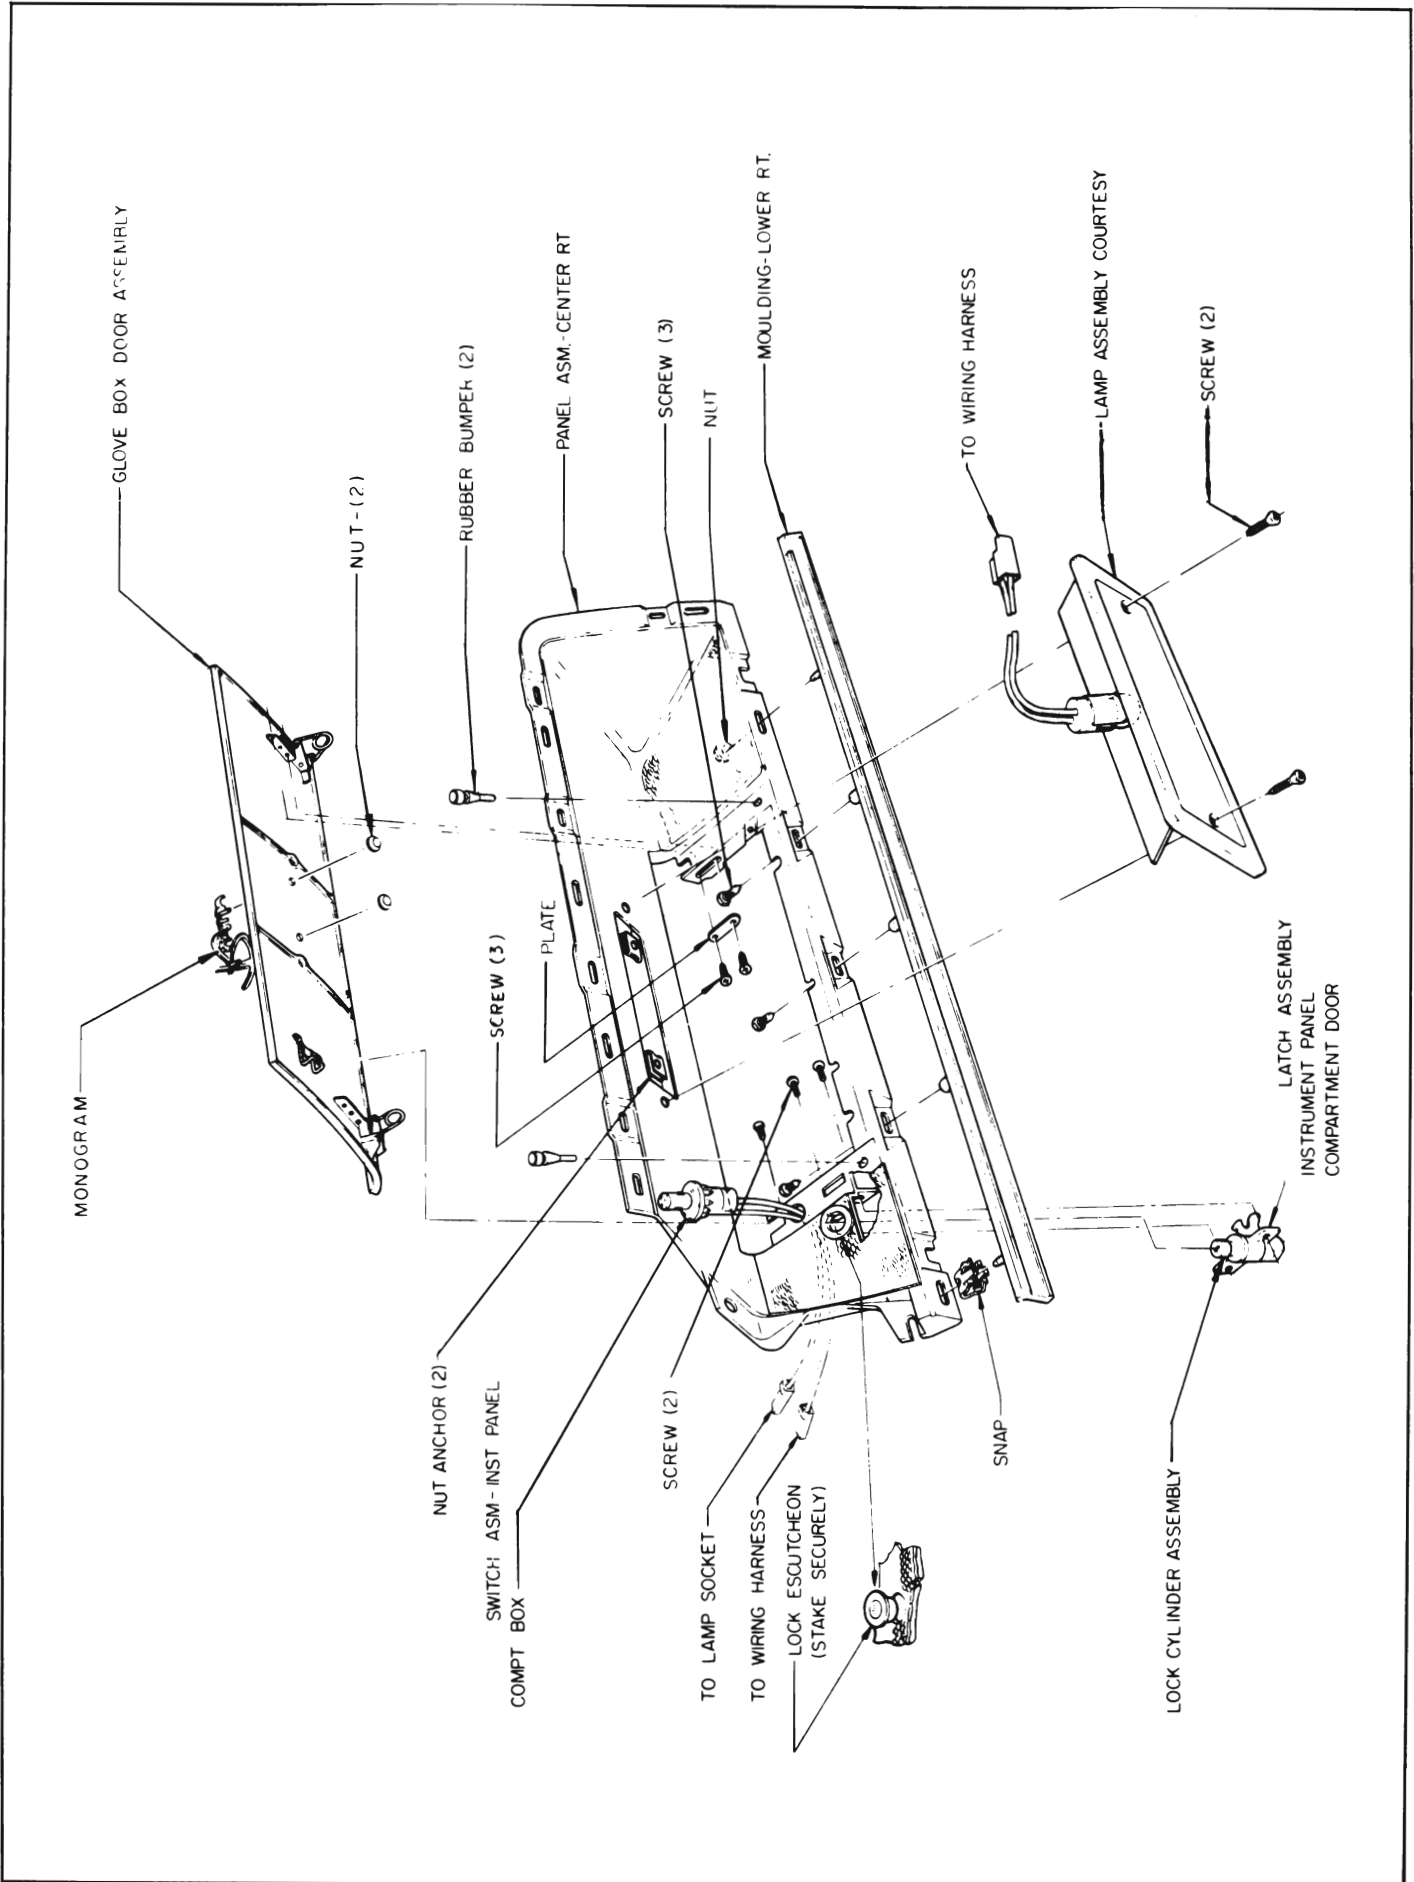 MONOGRAM
GLOVE BOX DOOR ASSEMBLY
NUT-(2)
NUT ANCHOR (2)
SCREW (3)
RUBBER BUMPER (2)
SWITCH ASM-INST PANEL
COMPT BOX
PLATE
PANEL ASM.-CENTER RT
SCREW (2)
SCREW (3)
NUT
TO LAMP SOCKET
TO WIRING HARNESS
MOULDING-LOWER RT.
LOCK ESCUTCHEON
(STAKE SECURELY)
SNAP
TO WIRING HARNESS
LAMP ASSEMBLY COURTESY
LOCK CYLINDER ASSEMBLY
SCREW (2)
LATCH ASSEMBLY
INSTRUMENT PANEL
COMPARTMENT DOOR